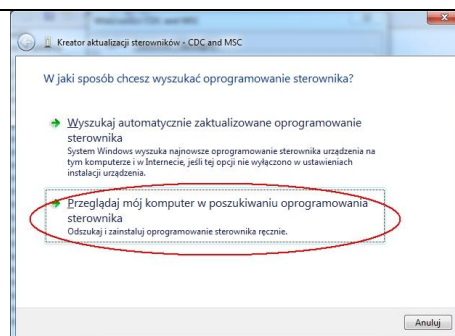 Kreator aktualizacji sterowników - CDC and MSC
W jaki sposób chcesz wyszukać oprogramowanie sterownika?
Wyszukaj automatycznie zaktualizowane oprogramowanie
sterownika
System Windows wyszuka najnowsze oprogramowanie sterownika urządzenia na
tym komputerze i w Internecie, jeśli tej opcji nie wyłączono w ustawieniach
instalacji urządzenia.
Przeglądaj mój komputer w poszukiwaniu oprogramowania
sterownika
Odszukaj i zainstaluj oprogramowanie sterownika ręcznie.
Anuluj